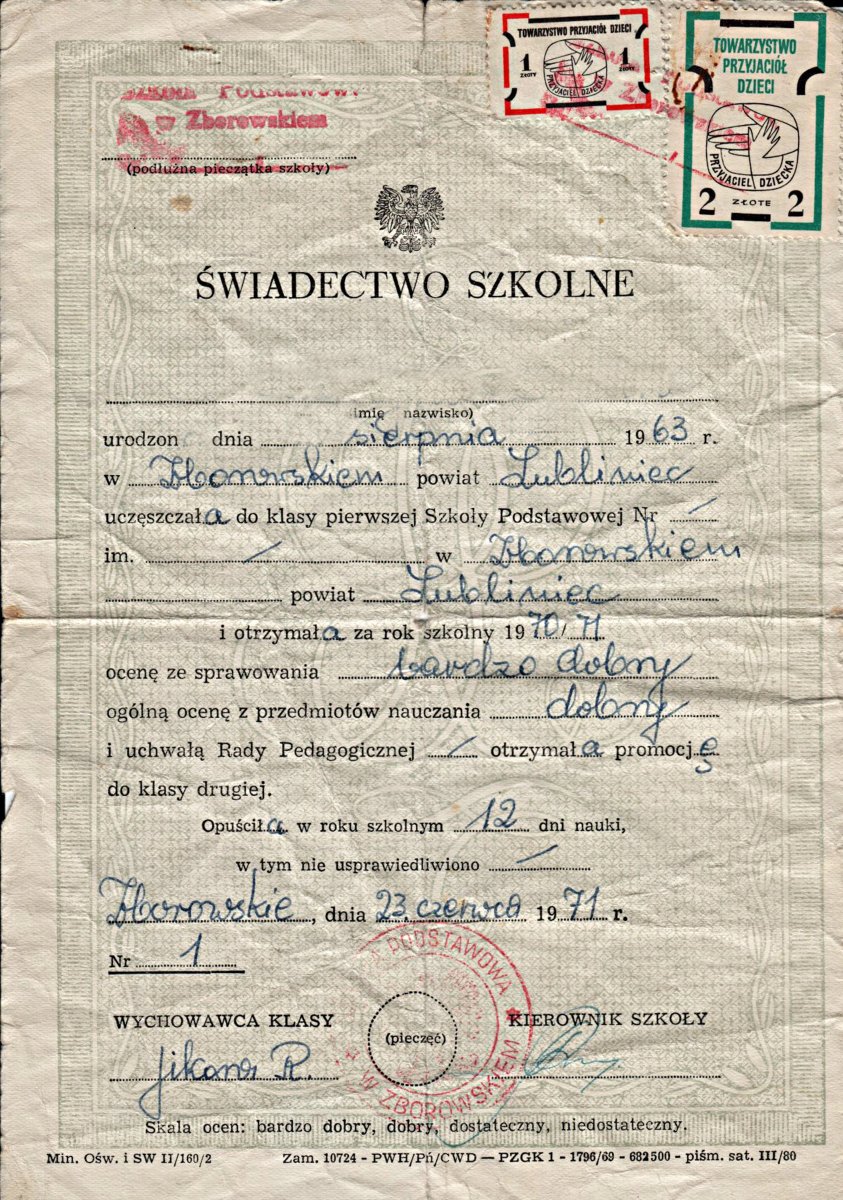 TOWARZYSTWO PRZYJACIÓŁ DZIECI
1 ZŁOTY 1 ZŁOTY
PRZYJACIEL DZIECKA
TOWARZYSTWO
PRZYJACIÓŁ
DZIECI
PRZYJACIEL DZIECKA
2 ZŁOTE 2
Podstawowa
w Zborowskiem
(podłużna pieczątka szkoły)
ŚWIADECTWO SZKOLNE
imię nazwisko)
urodzon dnia sierpnia 1963 r.
w Zborowskiem powiat Lubliniec
uczęszczała do klasy pierwszej Szkoły Podstawowej Nr —
im. — w Zborowskiem
powiat Lubliniec
i otrzymała za rok szkolny 1970/71
ocenę ze sprawowania bardzo dobry
ogólną ocenę z przedmiotów nauczania dobry
i uchwałą Rady Pedagogicznej — otrzymała promocję
do klasy drugiej.
Opuściła w roku szkolnym 12 dni nauki,
w tym nie usprawiedliwiono —
Zborowskie, dnia 23 czerwca 1971 r.
Nr 1
PODSTAWOWA
W ZBOROWSKIEM
WYCHOWAWCA KLASY (pieczęć) KIEROWNIK SZKOŁY
Jikona R.
Skala ocen: bardzo dobry, dobry, dostateczny, niedostateczny.
Min. Ośw. i SW II/160/2 Zam. 10724 - PWH/Pń/CWD — PZGK 1 - 1796/69 - 682500 - piśm. sat. III/80